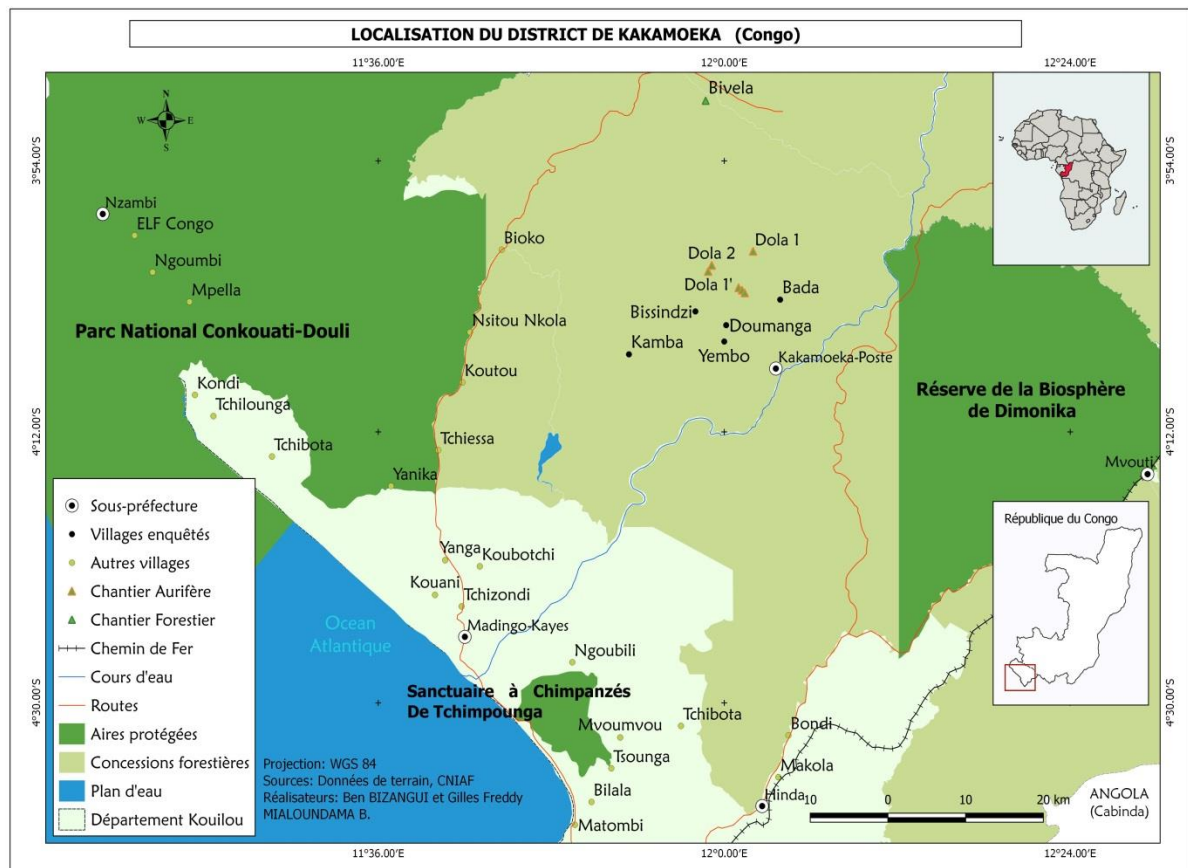 LOCALISATION DU DISTRICT DE KAKAMOEKA (Congo)
11°36.00'E
12°0.00'E
12°24.00'E
3°54.00'S
3°54.00'S
N
W E
S
Bivela
Nzambi
ELF Congo
Ngoumbi
Mpella
Bioko
Dola 1
Dola 2
Dola 1'
Bada
Bissindzi
Doumanga
Parc National Conkouati-Douli
Nsitou Nkola
Kamba
Yembo
Kakamoeka-Poste
Koutou
Réserve de la Biosphère
de Dimonika
Kondi
Tchilounga
4°12.00'S
4°12.00'S
Tchibota
Tchiessa
Mvouti
Yanika
Sous-préfecture
Villages enquêtés
Autres villages
Chantier Aurifère
Chantier Forestier
Chemin de Fer
Cours d'eau
Routes
Aires protégées
Concessions forestières
Plan d'eau
Département Kouilou
République du Congo
Yanga
Koubotchi
Kouani
Tchizondi
Ocean
Atlantique
Madingo-Kayes
Ngoubili
Sanctuaire à Chimpanzés
De Tchimpounga
4°30.00'S
4°30.00'S
Mvoumvou
Tchibota
Bondi
Tsounga
Makola
Bilala
Hinda
Matombi
Projection: WGS 84
Sources: Données de terrain, CNIAF
Réalisateurs: Ben BIZANGUI et Gilles Freddy
MIALOUNDAMA B.
10 0 10 20 km
ANGOLA
(Cabinda)
11°36.00'E
12°0.00'E
12°24.00'E